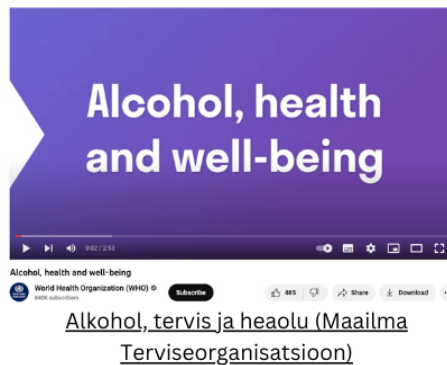 Alcohol, health
and well-being
0:02 / 2:53
Alcohol, health and well-being
World Health Organization (WHO)
840K subscribers
Subscribe
485
Share
Download
Alkohol, tervis ja heaolu (Maailma
Terviseorganisatsioon)